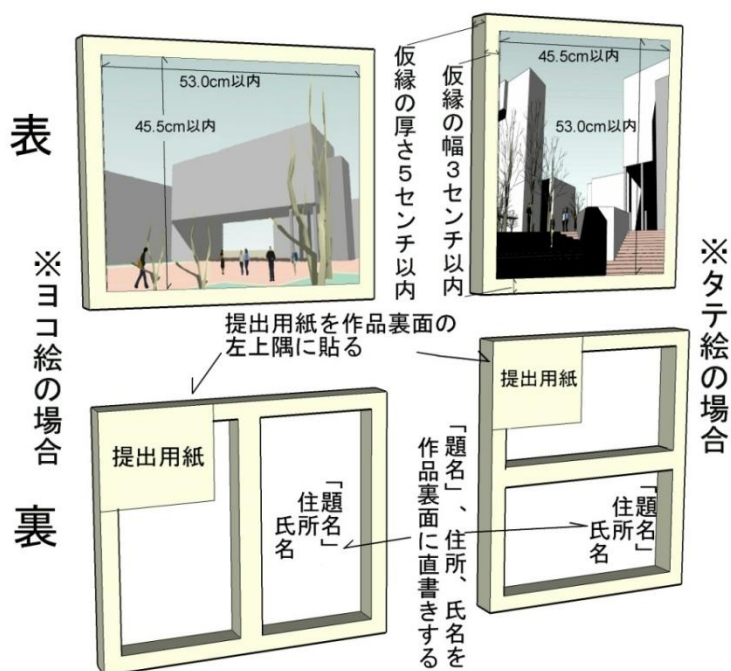 表
53.0cm以内
45.5cm以内
仮縁の厚さ5センチ以内
仮縁の幅3センチ以内
45.5cm以内
53.0cm以内
※ヨコ絵の場合
※タテ絵の場合
提出用紙を作品裏面の
左上隅に貼る
裏
提出用紙
「題名」
住所
氏名
「題名」、住所、氏名を
作品裏面に直書きする
提出用紙
「題名」
住所
氏名